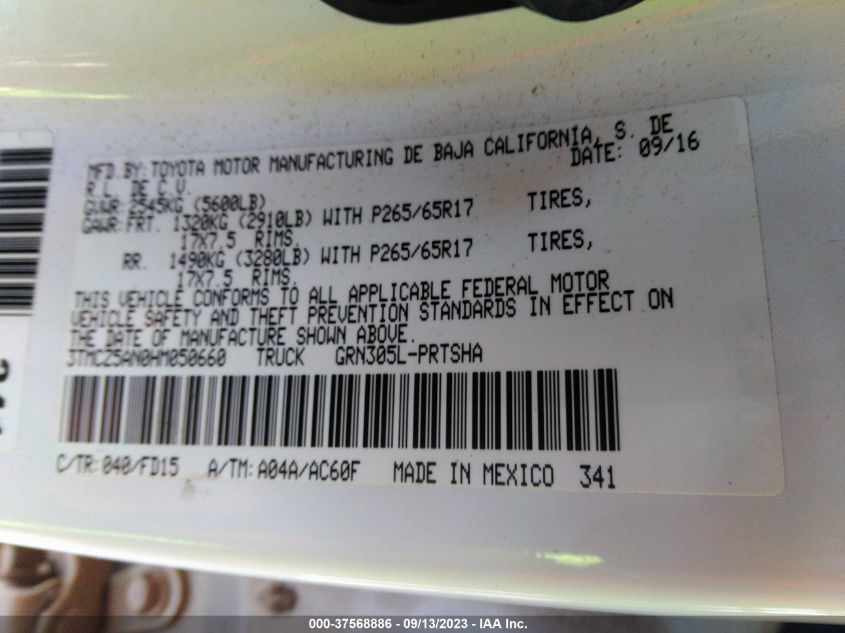 MFD.BY:TOYOTA MOTOR MANUFACTURING DE BAJA CALIFORNIA, S. DE
R.L. DE C.V. DATE: 09/16
GVWR:2545KG (5600LB)
GAWR:FRT. 1320KG (2910LB) WITH P265/65R17 TIRES,
17X7.5 RIMS.
RR. 1490KG (3280LB) WITH P265/65R17 TIRES,
17X7.5 RIMS.
THIS VEHICLE CONFORMS TO ALL APPLICABLE FEDERAL MOTOR
VEHICLE SAFETY AND THEFT PREVENTION STANDARDS IN EFFECT ON
THE DATE OF MANUFACTURE SHOWN ABOVE.
3TMCZ5AN0HM050660 TRUCK GRN305L-PRTSHA
C/TR:040/FD15 A/TM:A04A/AC60F MADE IN MEXICO 341
000-37568886 - 09/13/2023 - IAA Inc.